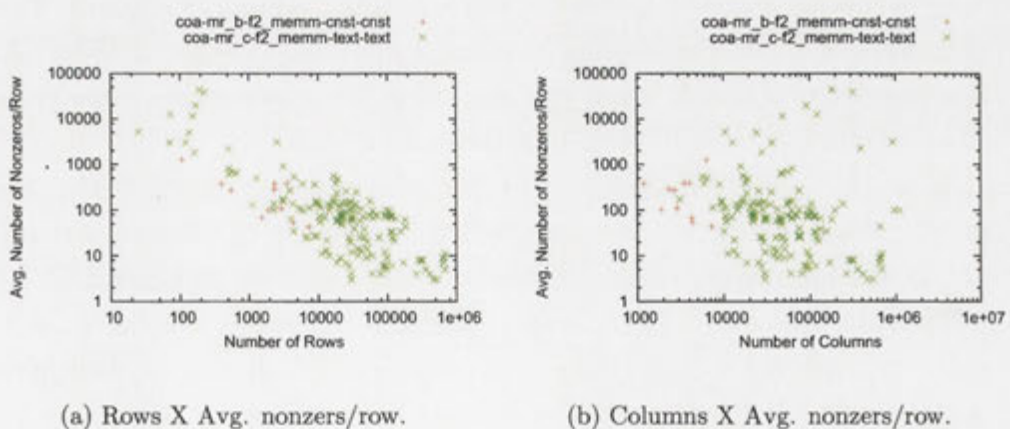 coa-mr_b-f2_memm-cnst-cnst +
coa-mr_c-f2_memm-text-text ×
100000
10000
1000
100
10
1
Avg. Number of Nonzeros/Row
10 100 1000 10000 100000 1e+06
Number of Rows
(a) Rows X Avg. nonzers/row.
coa-mr_b-f2_memm-cnst-cnst +
coa-mr_c-f2_memm-text-text ×
100000
10000
1000
100
10
1
Avg. Number of Nonzeros/Row
1000 10000 100000 1e+06 1e+07
Number of Columns
(b) Columns X Avg. nonzers/row.